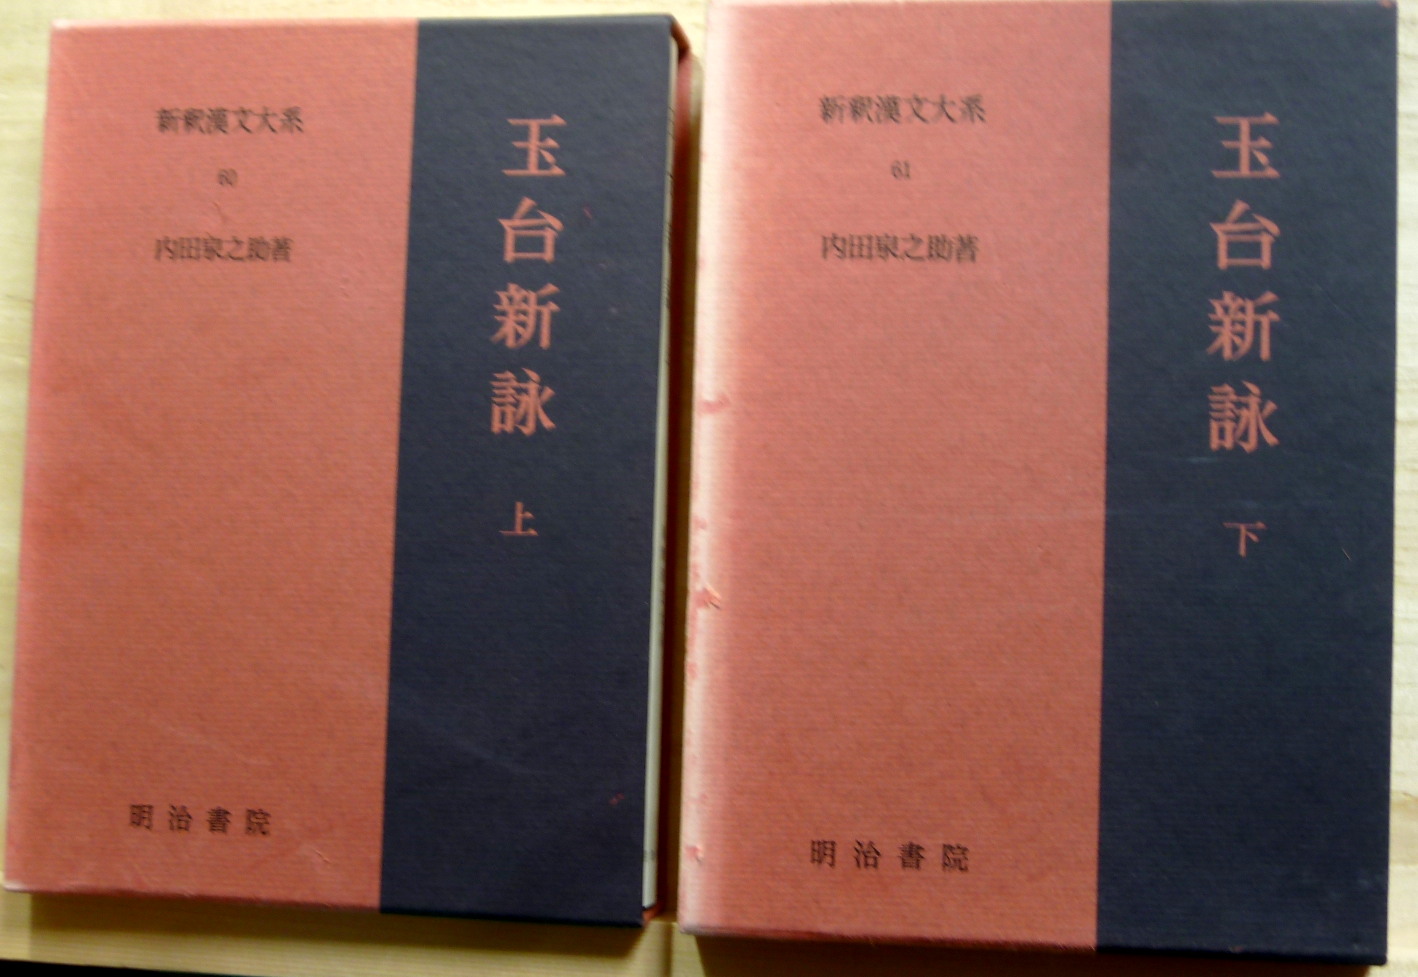 新釈漢文大系
60
内田泉之助著
明治書院
玉台新詠 上
新釈漢文大系
61
内田泉之助著
明治書院
玉台新詠 下